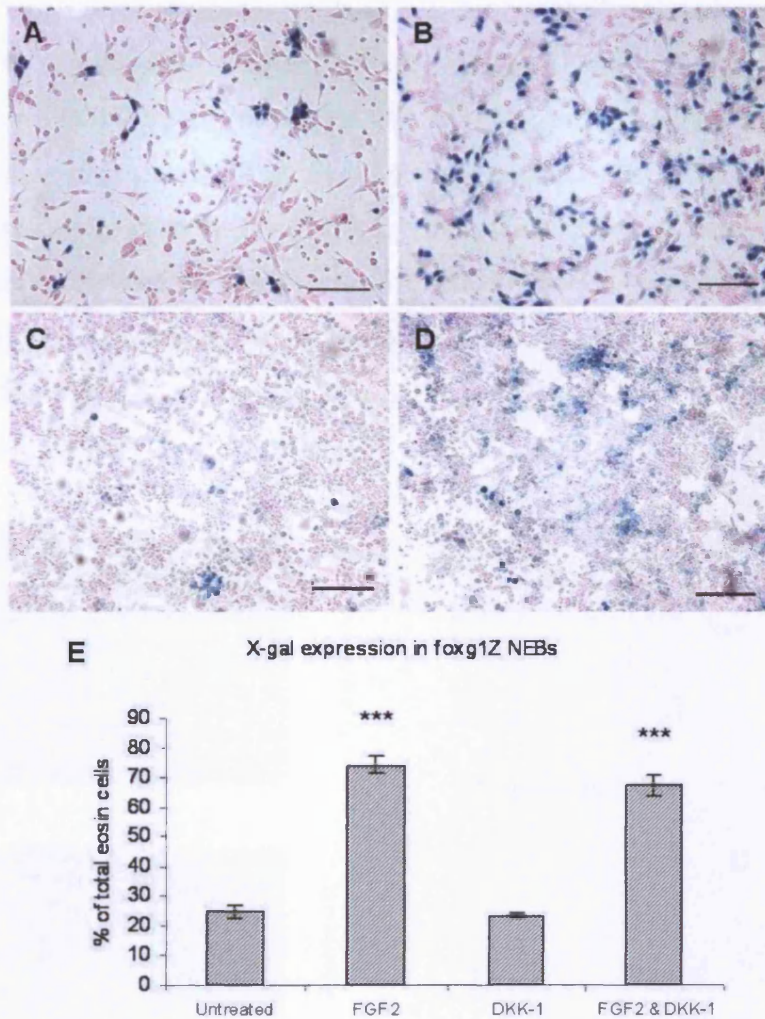 A
B
C
D
E
X-gal expression in foxg1Z NEBs
***
***
90
80
70
60
50
40
30
20
10
0
% of total eosin cells
Untreated
FGF2
DKK-1
FGF2 & DKK-1